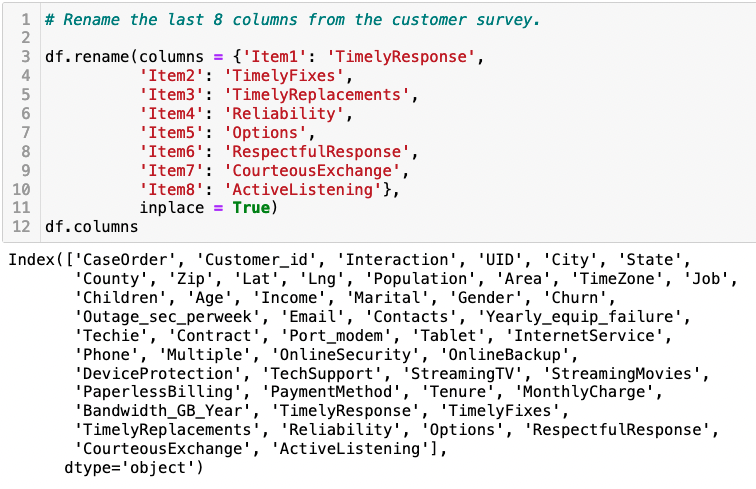 1 # Rename the last 8 columns from the customer survey.
2
3 df.rename(columns = {'Item1': 'TimelyResponse',
4           'Item2': 'TimelyFixes',
5           'Item3': 'TimelyReplacements',
6           'Item4': 'Reliability',
7           'Item5': 'Options',
8           'Item6': 'RespectfulResponse',
9           'Item7': 'CourteousExchange',
10          'Item8': 'ActiveListening'},
11          inplace = True)
12 df.columns
Index(['CaseOrder', 'Customer_id', 'Interaction', 'UID', 'City', 'State',
       'County', 'Zip', 'Lat', 'Lng', 'Population', 'Area', 'TimeZone', 'Job',
       'Children', 'Age', 'Income', 'Marital', 'Gender', 'Churn',
       'Outage_sec_perweek', 'Email', 'Contacts', 'Yearly_equip_failure',
       'Techie', 'Contract', 'Port_modem', 'Tablet', 'InternetService',
       'Phone', 'Multiple', 'OnlineSecurity', 'OnlineBackup',
       'DeviceProtection', 'TechSupport', 'StreamingTV', 'StreamingMovies',
       'PaperlessBilling', 'PaymentMethod', 'Tenure', 'MonthlyCharge',
       'Bandwidth_GB_Year', 'TimelyResponse', 'TimelyFixes',
       'TimelyReplacements', 'Reliability', 'Options', 'RespectfulResponse',
       'CourteousExchange', 'ActiveListening'],
      dtype='object')